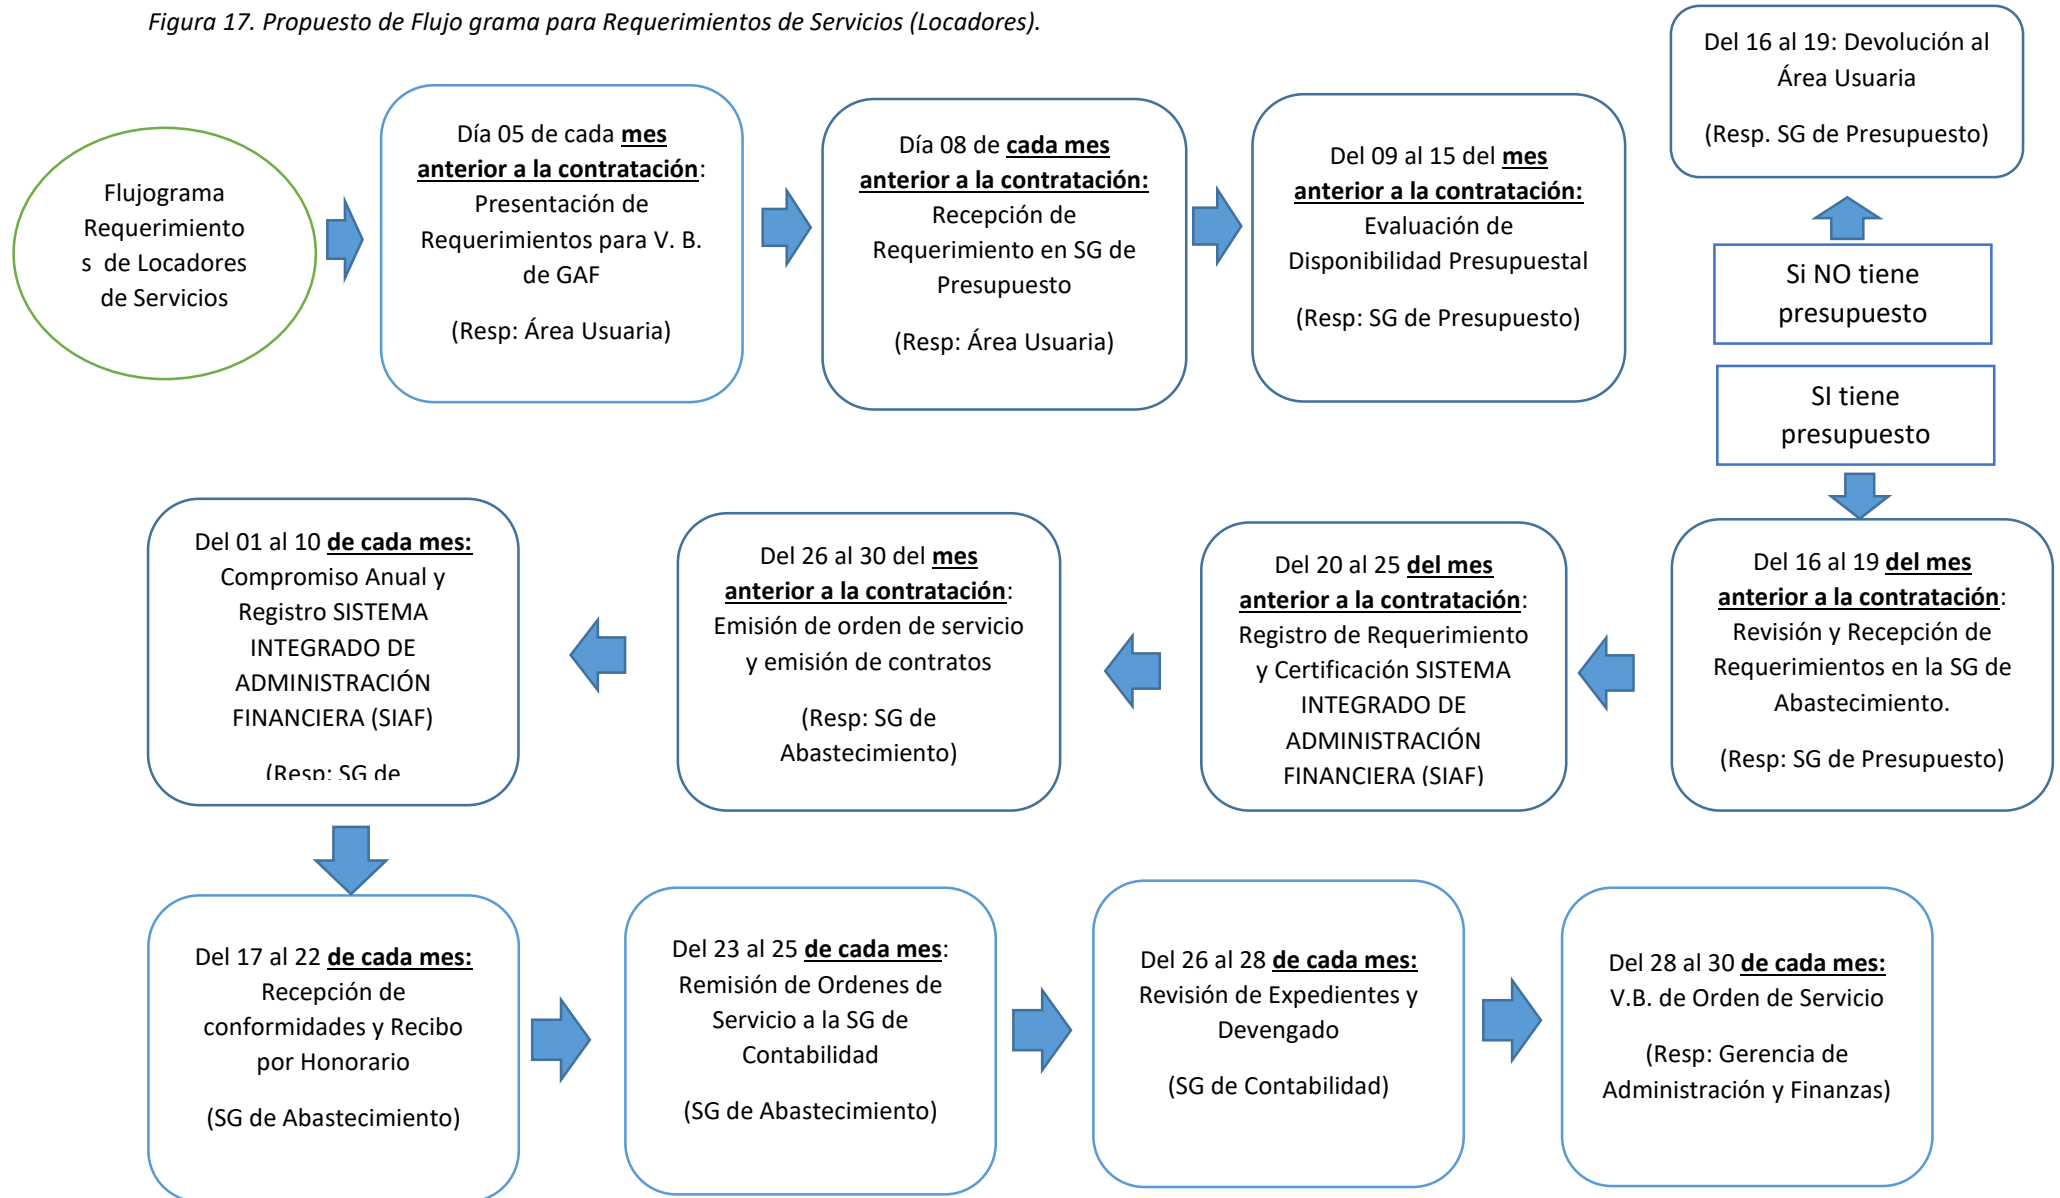 Figura 17. Propuesto de Flujo grama para Requerimientos de Servicios (Locadores).
Flujograma
Requerimiento
s  de Locadores
de Servicios
Día 05 de cada mes
anterior a la contratación:
Presentación de
Requerimientos para V. B.
de GAF
(Resp: Área Usuaria)
Día 08 de cada mes
anterior a la contratación:
Recepción de
Requerimiento en SG de
Presupuesto
(Resp: Área Usuaria)
Del 09 al 15 del mes
anterior a la contratación:
Evaluación de
Disponibilidad Presupuestal
(Resp: SG de Presupuesto)
Del 16 al 19: Devolución al
Área Usuaria
(Resp. SG de Presupuesto)
Si NO tiene
presupuesto
SI tiene
presupuesto
Del 16 al 19 del mes
anterior a la contratación:
Revisión y Recepción de
Requerimientos en la SG de
Abastecimiento.
(Resp: SG de Presupuesto)
Del 20 al 25 del mes
anterior a la contratación:
Registro de Requerimiento
y Certificación SISTEMA
INTEGRADO DE
ADMINISTRACIÓN
FINANCIERA (SIAF)
Del 26 al 30 del mes
anterior a la contratación:
Emisión de orden de servicio
y emisión de contratos
(Resp: SG de
Abastecimiento)
Del 01 al 10 de cada mes:
Compromiso Anual y
Registro SISTEMA
INTEGRADO DE
ADMINISTRACIÓN
FINANCIERA (SIAF)
(Resp: SG de
Del 17 al 22 de cada mes:
Recepción de
conformidades y Recibo
por Honorario
(SG de Abastecimiento)
Del 23 al 25 de cada mes:
Remisión de Ordenes de
Servicio a la SG de
Contabilidad
(SG de Abastecimiento)
Del 26 al 28 de cada mes:
Revisión de Expedientes y
Devengado
(SG de Contabilidad)
Del 28 al 30 de cada mes:
V.B. de Orden de Servicio
(Resp: Gerencia de
Administración y Finanzas)